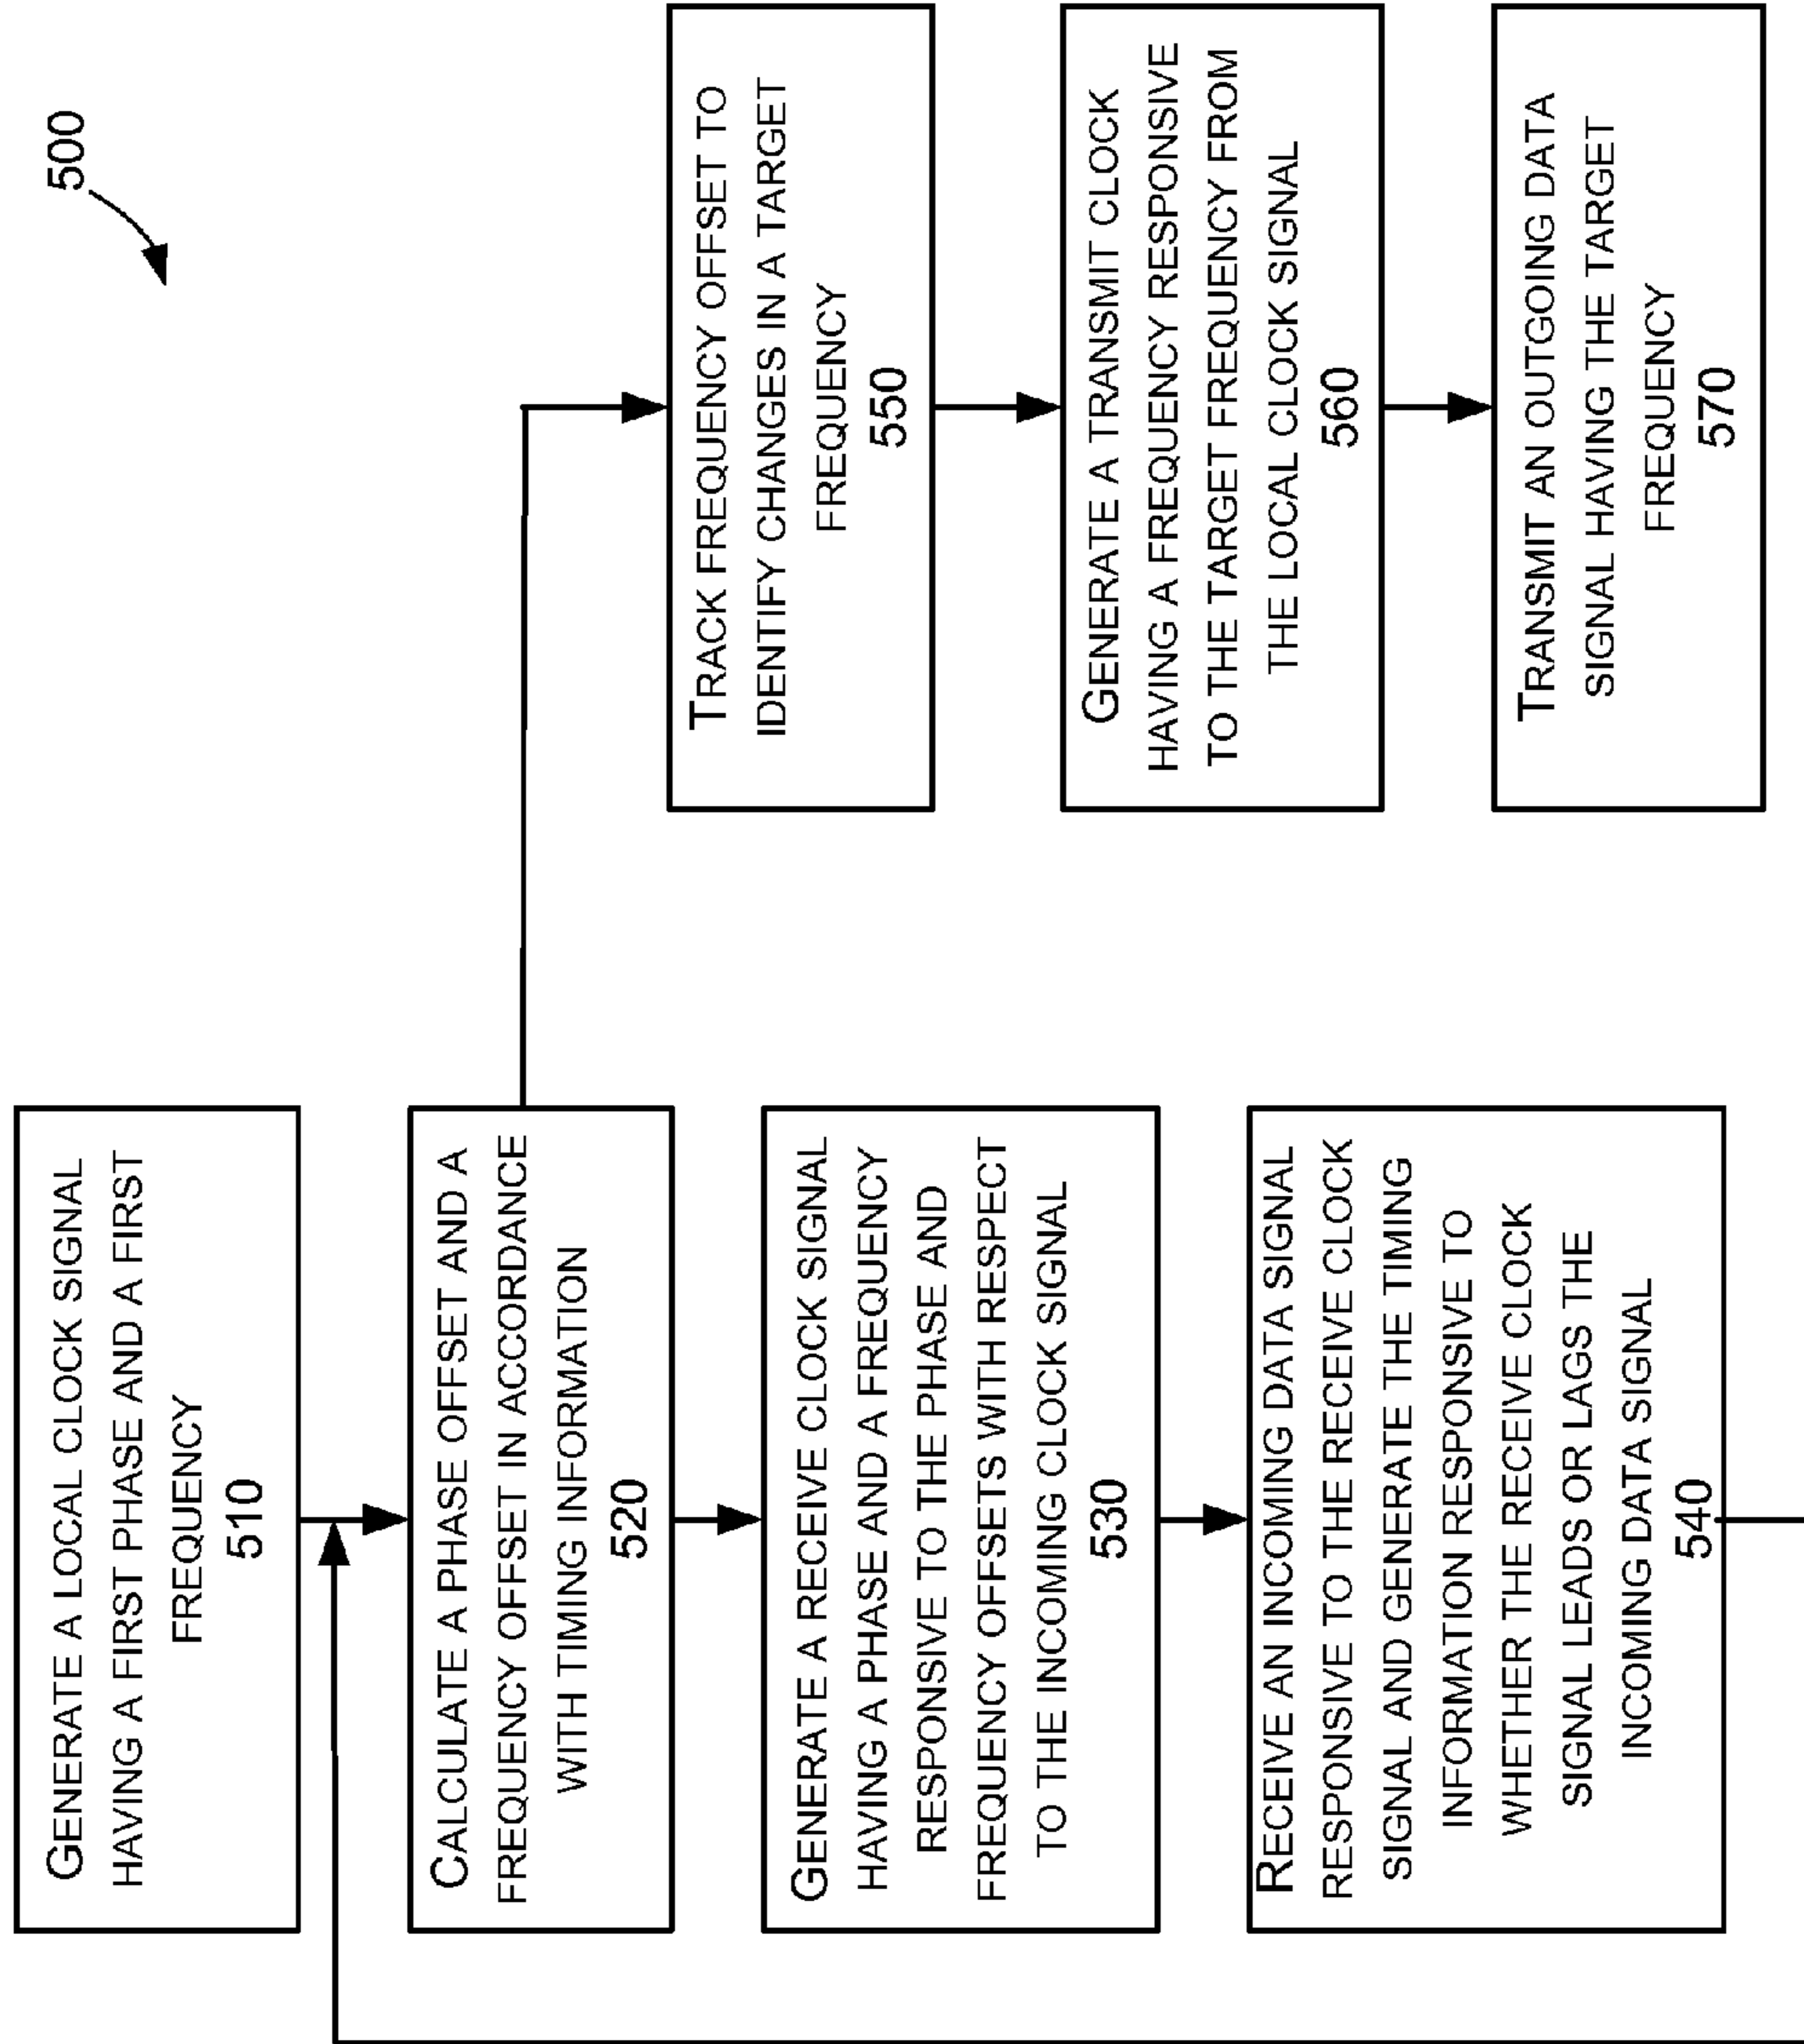 500
GENERATE A LOCAL CLOCK SIGNAL
HAVING A FIRST PHASE AND A FIRST
FREQUENCY
510
CALCULATE A PHASE OFFSET AND A
FREQUENCY OFFSET IN ACCORDANCE
WITH TIMING INFORMATION
520
GENERATE A RECEIVE CLOCK SIGNAL
HAVING A PHASE AND A FREQUENCY
RESPONSIVE TO THE PHASE AND
FREQUENCY OFFSETS WITH RESPECT
TO THE INCOMING CLOCK SIGNAL
530
RECEIVE AN INCOMING DATA SIGNAL
RESPONSIVE TO THE RECEIVE CLOCK
SIGNAL AND GENERATE THE TIMING
INFORMATION RESPONSIVE TO
WHETHER THE RECEIVE CLOCK
SIGNAL LEADS OR LAGS THE
INCOMING DATA SIGNAL
540
TRACK FREQUENCY OFFSET TO
IDENTIFY CHANGES IN A TARGET
FREQUENCY
550
GENERATE A TRANSMIT CLOCK
HAVING A FREQUENCY RESPONSIVE
TO THE TARGET FREQUENCY FROM
THE LOCAL CLOCK SIGNAL
560
TRANSMIT AN OUTGOING DATA
SIGNAL HAVING THE TARGET
FREQUENCY
570